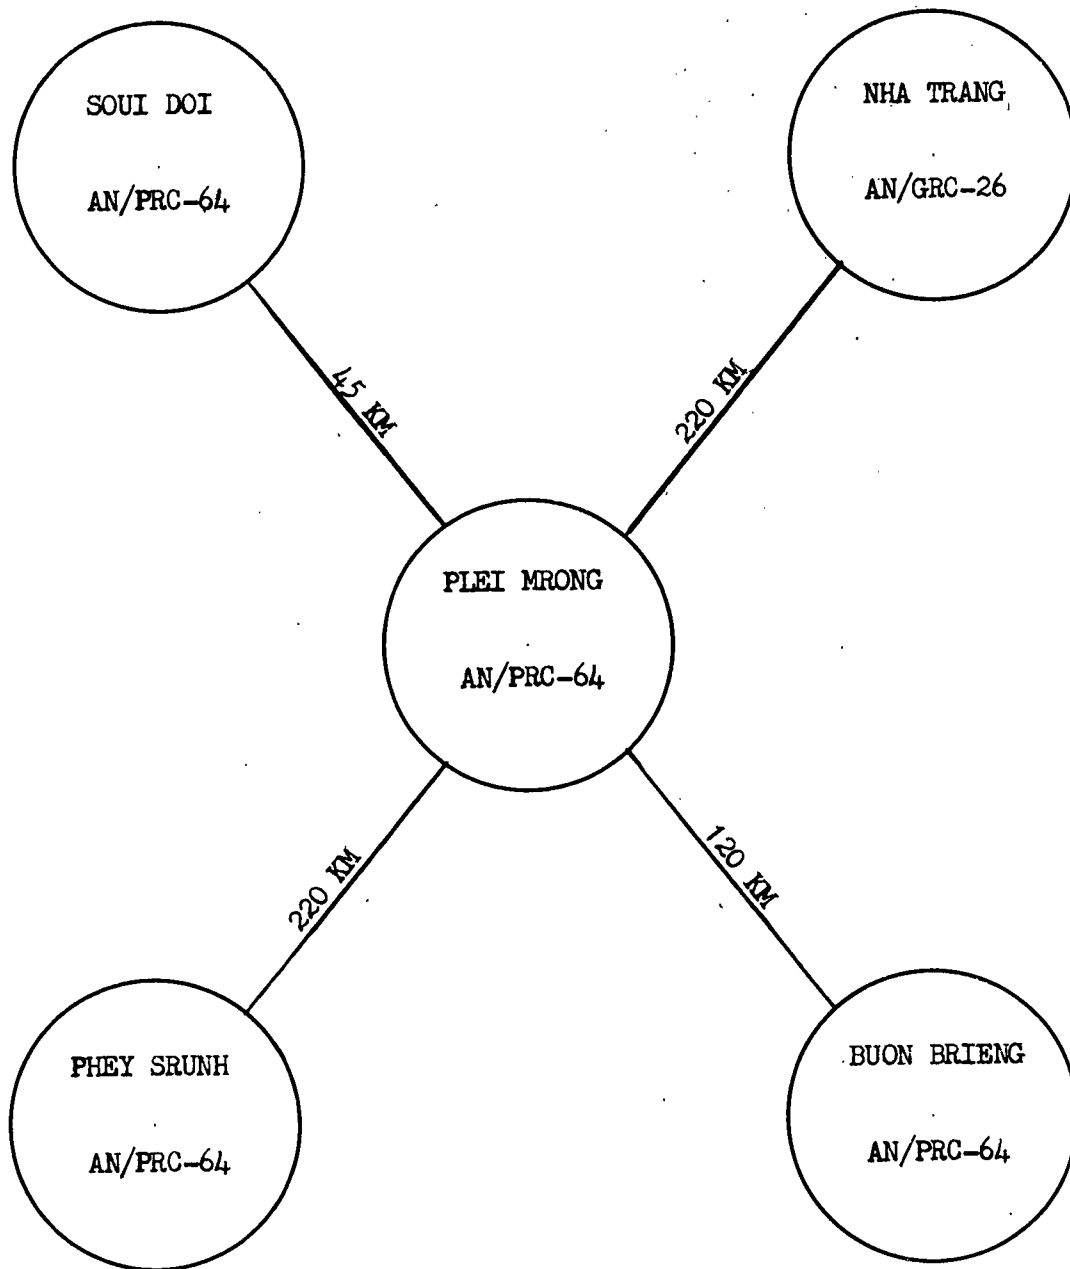 SOUI DOI
AN/PRC-64
NHA TRANG
AN/GRC-26
45 KM
220 KM
PLEI MRONG
AN/PRC-64
220 KM
120 KM
PHEY SRUNH
AN/PRC-64
BUON BRIENG
AN/PRC-64